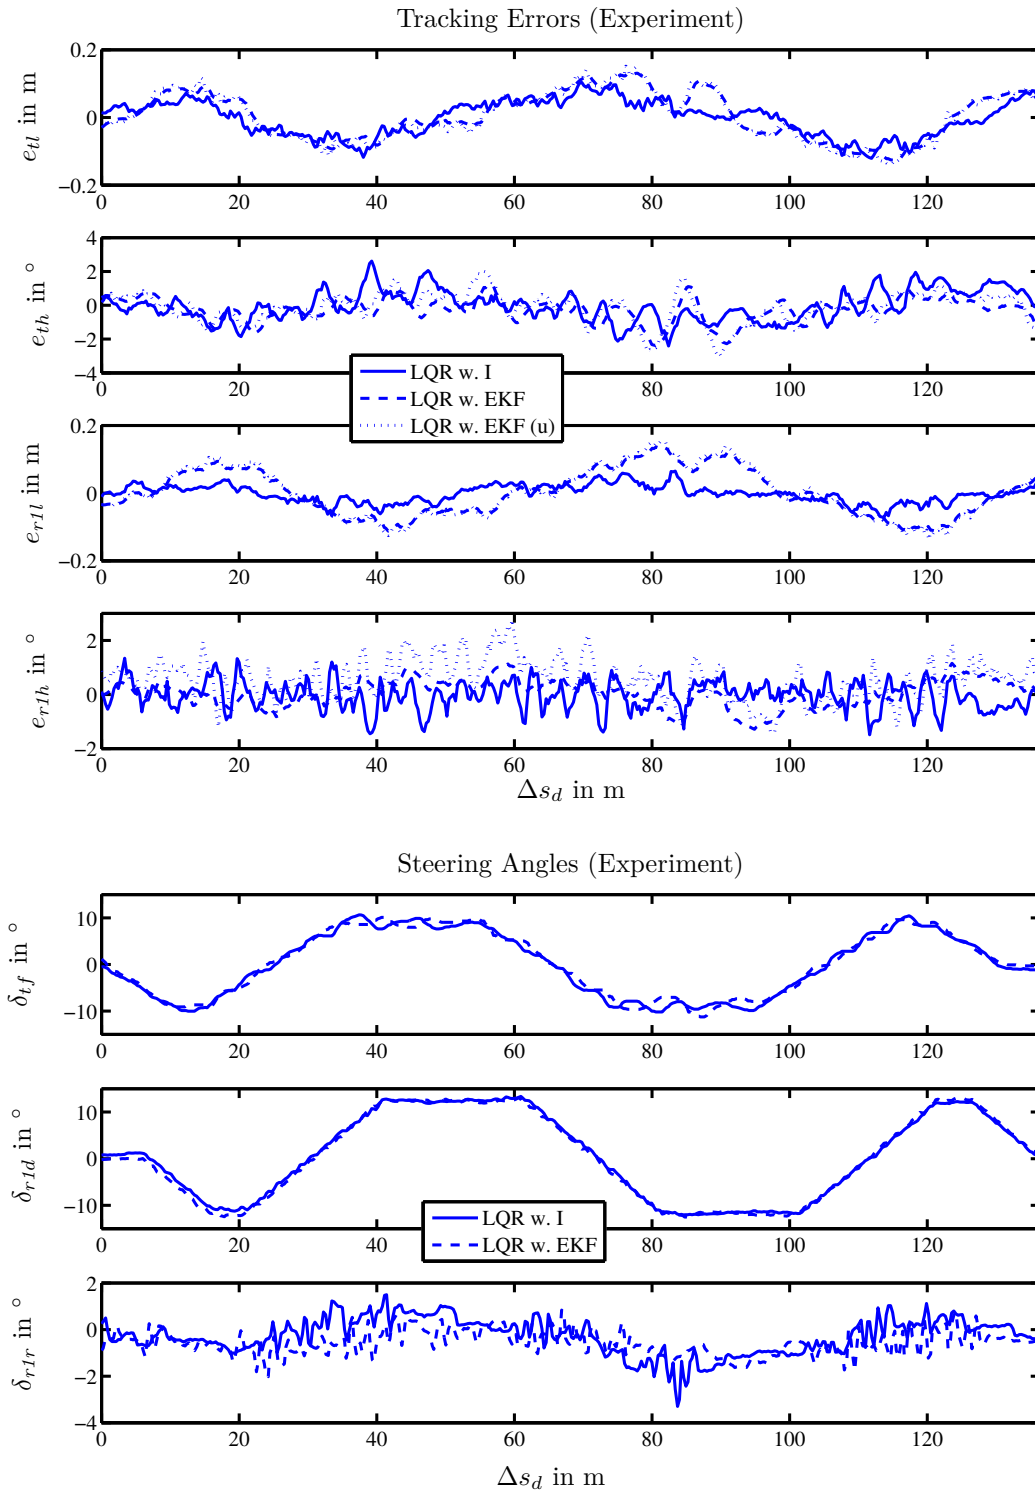 Tracking Errors (Experiment)
e_tl in m
0.2
0
−0.2
0 20 40 60 80 100 120
e_th in °
4
2
0
−2
−4
0 20 40 60 80 100 120
LQR w. I
LQR w. EKF
LQR w. EKF (u)
e_r1l in m
0.2
0
−0.2
0 20 40 60 80 100 120
e_r1h in °
2
0
−2
0 20 40 60 80 100 120
Δs_d in m
Steering Angles (Experiment)
δ_tf in °
10
0
−10
0 20 40 60 80 100 120
δ_r1d in °
10
0
−10
0 20 40 60 80 100 120
LQR w. I
LQR w. EKF
δ_r1r in °
2
0
−2
−4
0 20 40 60 80 100 120
Δs_d in m